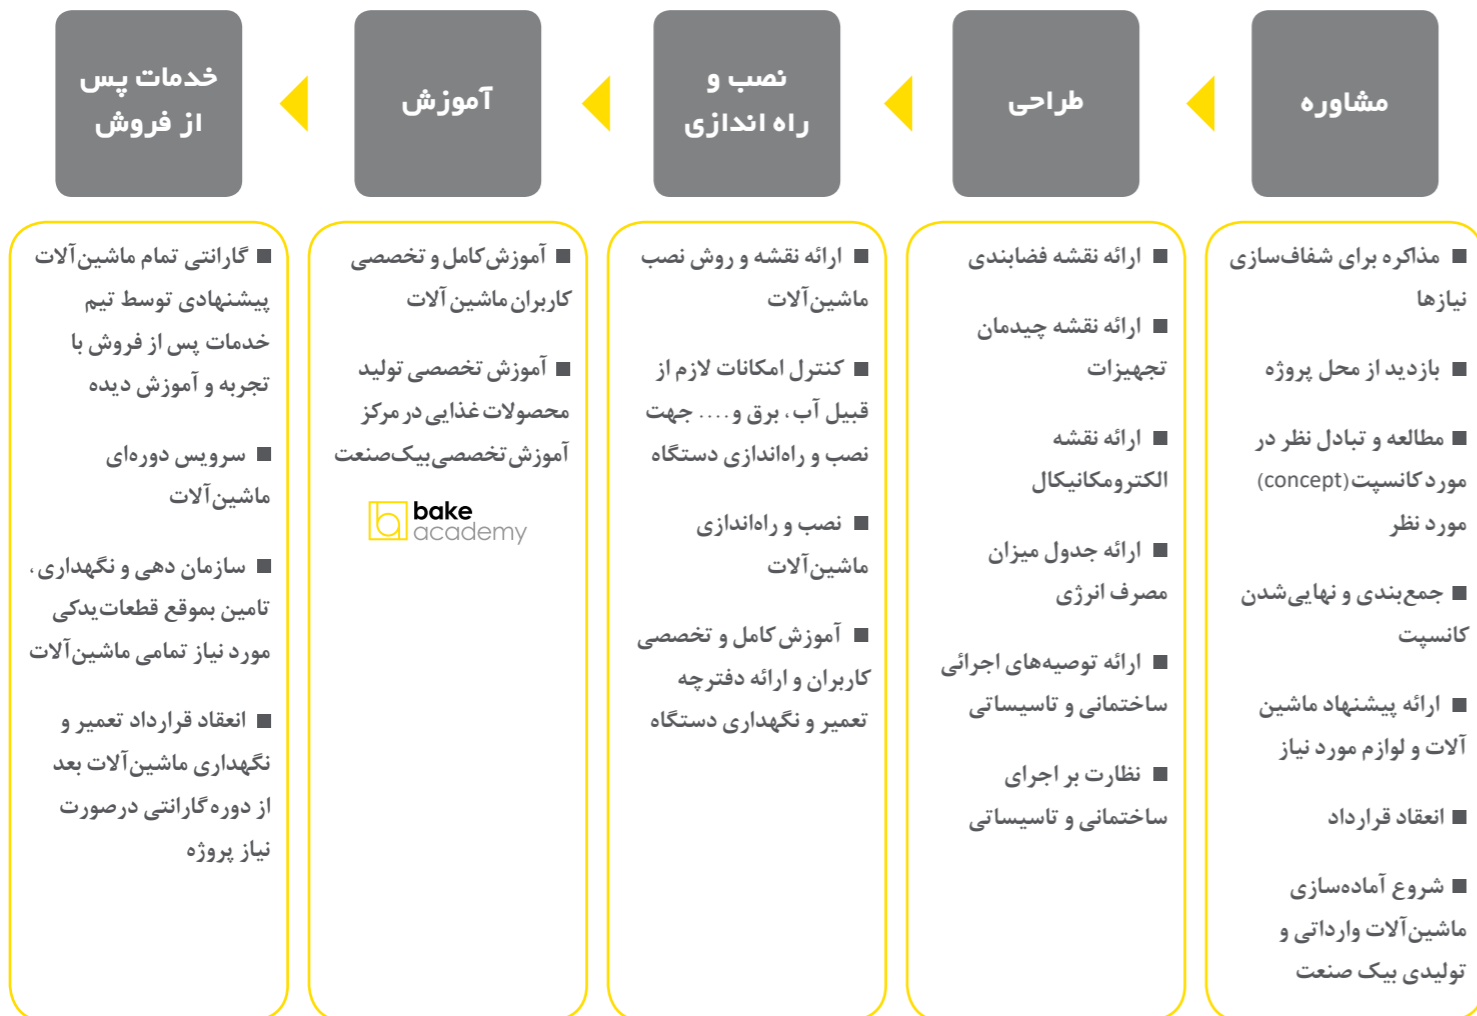 مشاوره
طراحی
نصب و
راه اندازی
آموزش
خدمات پس
از فروش
■ مذاکره برای شفاف‌سازی
نیازها
■ بازدید از محل پروژه
■ مطالعه و تبادل نظر در
مورد کانسپت(concept)
مورد نظر
■ جمع‌بندی و نهایی‌شدن
کانسپت
■ ارائه پیشنهاد ماشین
آلات و لوازم مورد نیاز
■ انعقاد قرارداد
■ شروع آماده‌سازی
ماشین‌آلات وارداتی و
تولیدی بیک صنعت
■ ارائه نقشه فضابندی
■ ارائه نقشه چیدمان
تجهیزات
■ ارائه نقشه
الکترومکانیکال
■ ارائه جدول میزان
مصرف انرژی
■ ارائه توصیه‌های اجرائی
ساختمانی و تاسیساتی
■ نظارت بر اجرای
ساختمانی و تاسیساتی
■ ارائه نقشه و روش نصب
ماشین‌آلات
■ کنترل امکانات لازم از
قبیل آب، برق و.... جهت
نصب و راه‌اندازی دستگاه
■ نصب و راه‌اندازی
ماشین‌آلات
■ آموزش کامل و تخصصی
کاربران و ارائه دفترچه
تعمیر و نگهداری دستگاه
■ آموزش کامل و تخصصی
کاربران ماشین آلات
■ آموزش تخصصی تولید
محصولات غذایی در مرکز
آموزش تخصصی بیک صنعت
bake
academy
■ گارانتی تمام ماشین‌آلات
پیشنهادی توسط تیم
خدمات پس از فروش با
تجربه و آموزش دیده
■ سرویس دوره‌ای
ماشین‌آلات
■ سازمان دهی و نگهداری،
تامین بموقع قطعات یدکی
مورد نیاز تمامی ماشین‌آلات
■ انعقاد قرارداد تعمیر و
نگهداری ماشین‌آلات بعد
از دوره گارانتی درصورت
نیاز پروژه